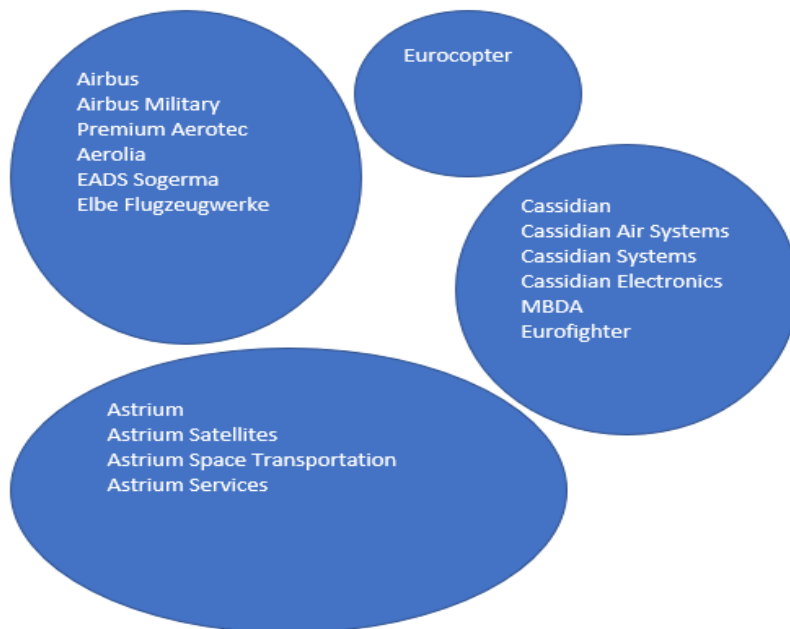 Airbus
Airbus Military
Premium Aerotec
Aerolia
EADS Sogerma
Elbe Flugzeugwerke
Eurocopter
Cassidian
Cassidian Air Systems
Cassidian Systems
Cassidian Electronics
MBDA
Eurofighter
Astrium
Astrium Satellites
Astrium Space Transportation
Astrium Services